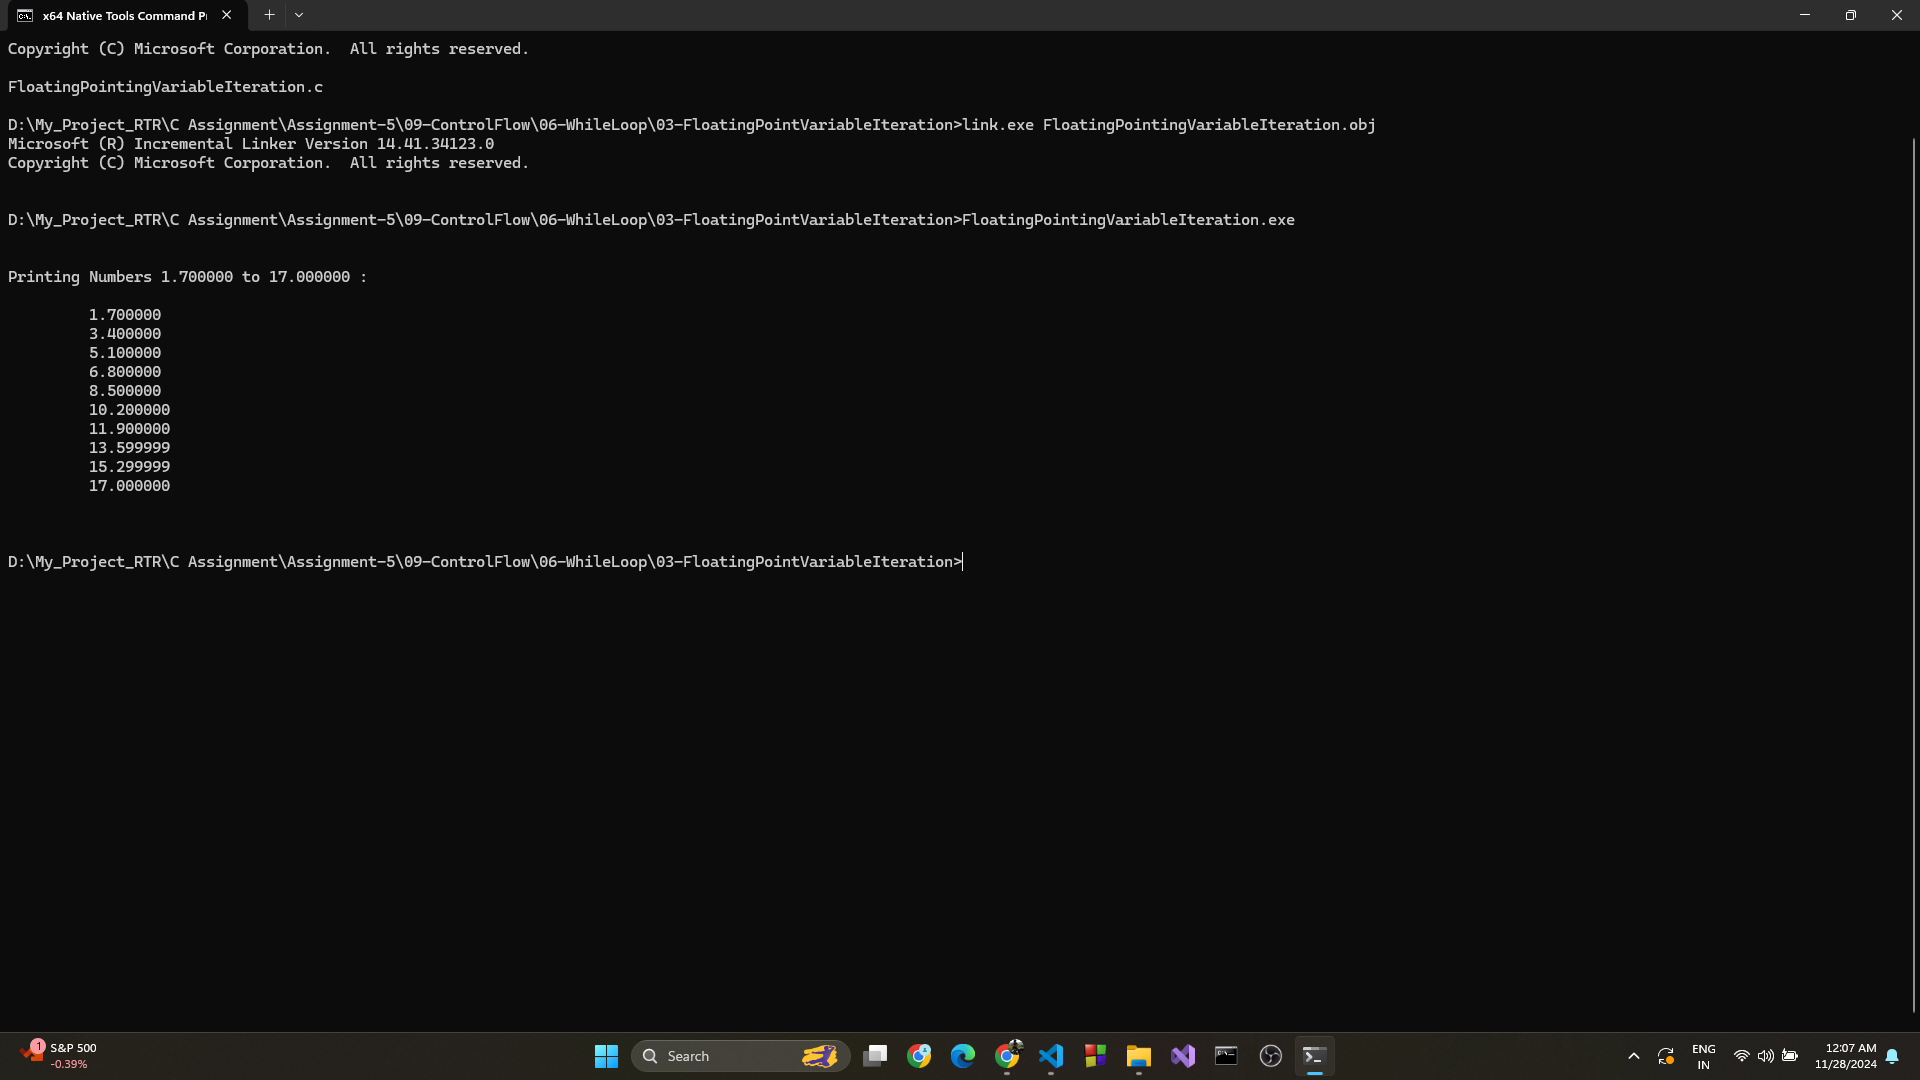 x64 Native Tools Command P
Copyright (C) Microsoft Corporation.  All rights reserved.
FloatingPointingVariableIteration.c
D:\My_Project_RTR\C Assignment\Assignment-5\09-ControlFlow\06-WhileLoop\03-FloatingPointVariableIteration>link.exe FloatingPointingVariableIteration.obj
Microsoft (R) Incremental Linker Version 14.41.34123.0
Copyright (C) Microsoft Corporation.  All rights reserved.
D:\My_Project_RTR\C Assignment\Assignment-5\09-ControlFlow\06-WhileLoop\03-FloatingPointVariableIteration>FloatingPointingVariableIteration.exe
Printing Numbers 1.700000 to 17.000000 :
1.700000
3.400000
5.100000
6.800000
8.500000
10.200000
11.900000
13.599999
15.299999
17.000000
D:\My_Project_RTR\C Assignment\Assignment-5\09-ControlFlow\06-WhileLoop\03-FloatingPointVariableIteration>
1
S&P 500
-0.39%
Search
ENG
IN
12:07 AM
11/28/2024